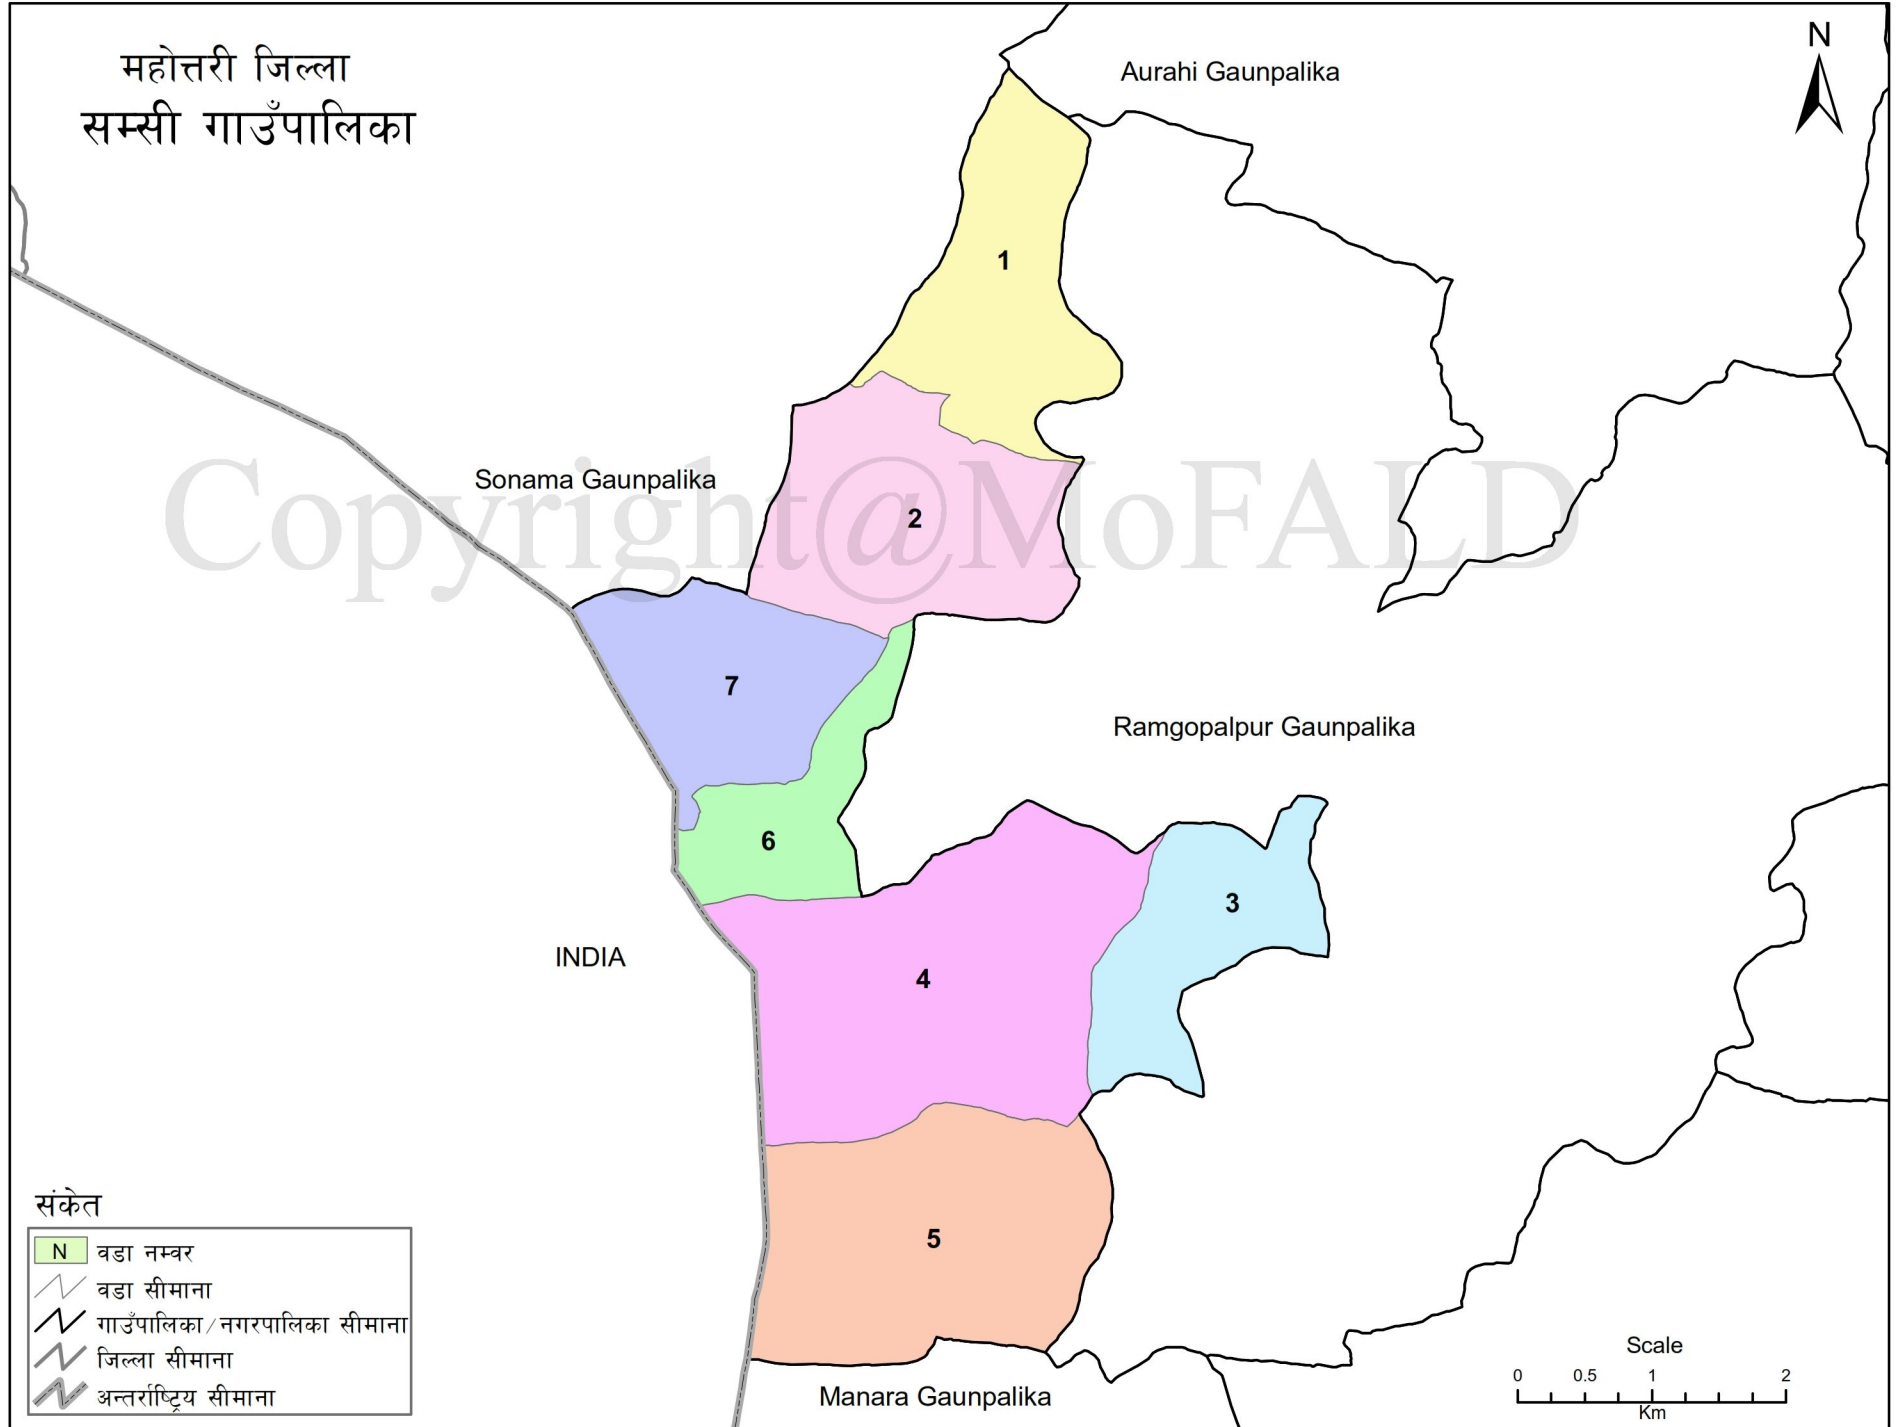 महोत्तरी जिल्ला
सम्सी गाउँपालिका
N
Aurahi Gaunpalika
1
Sonama Gaunpalika
2
Copyright@MoFALD
7
Ramgopalpur Gaunpalika
6
3
INDIA
4
5
Manara Gaunpalika
संकेत
N वडा नम्वर
वडा सीमाना
गाउँपालिका/नगरपालिका सीमाना
जिल्ला सीमाना
अन्तर्राष्ट्रिय सीमाना
Scale
0 0.5 1 2
Km